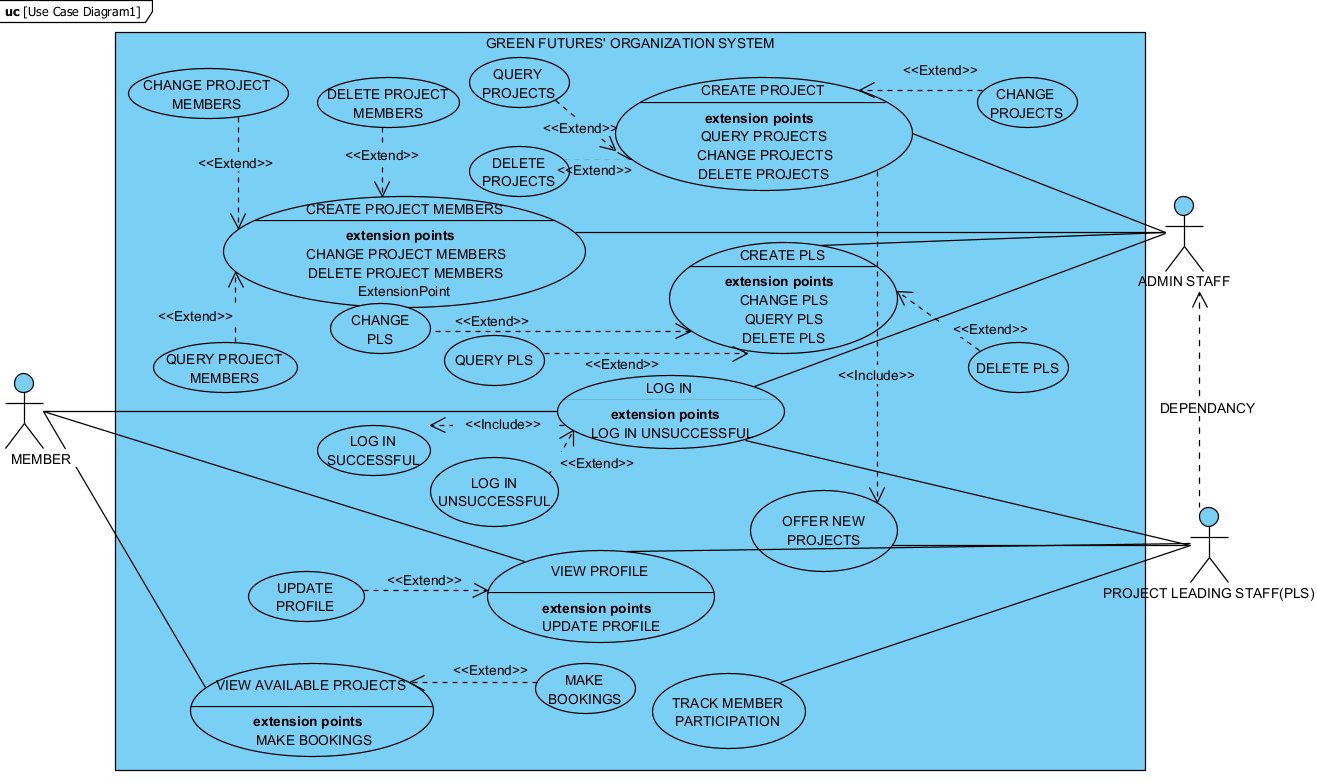 uc [Use Case Diagram1]
GREEN FUTURES' ORGANIZATION SYSTEM
CHANGE PROJECT
MEMBERS
DELETE PROJECT
MEMBERS
QUERY
PROJECTS
CREATE PROJECT
extension points
QUERY PROJECTS
CHANGE PROJECTS
DELETE PROJECTS
<<Extend>>
CHANGE
PROJECTS
<<Extend>>
DELETE
PROJECTS
<<Extend>>
<<Extend>>
<<Extend>>
CREATE PROJECT MEMBERS
extension points
CHANGE PROJECT MEMBERS
DELETE PROJECT MEMBERS
ExtensionPoint
CREATE PLS
extension points
CHANGE PLS
QUERY PLS
DELETE PLS
ADMIN STAFF
<<Extend>>
QUERY PROJECT
MEMBERS
CHANGE
PLS
<<Extend>>
QUERY PLS
<<Extend>>
<<Extend>>
DELETE PLS
<<Include>>
DEPENDANCY
MEMBER
LOG IN
extension points
LOG IN UNSUCCESSFUL
<<Include>>
LOG IN
SUCCESSFUL
<<Extend>>
LOG IN
UNSUCCESSFUL
OFFER NEW
PROJECTS
PROJECT LEADING STAFF(PLS)
VIEW PROFILE
extension points
UPDATE PROFILE
<<Extend>>
UPDATE
PROFILE
VIEW AVAILABLE PROJECTS
extension points
MAKE BOOKINGS
<<Extend>>
MAKE
BOOKINGS
TRACK MEMBER
PARTICIPATION